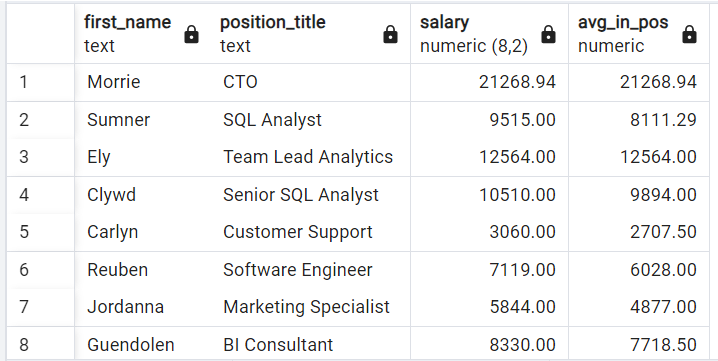 first_name position_title salary avg_in_pos
text text numeric (8,2) numeric
1 Morrie CTO 21268.94 21268.94
2 Sumner SQL Analyst 9515.00 8111.29
3 Ely Team Lead Analytics 12564.00 12564.00
4 Clywd Senior SQL Analyst 10510.00 9894.00
5 Carlyn Customer Support 3060.00 2707.50
6 Reuben Software Engineer 7119.00 6028.00
7 Jordanna Marketing Specialist 5844.00 4877.00
8 Guendolen BI Consultant 8330.00 7718.50